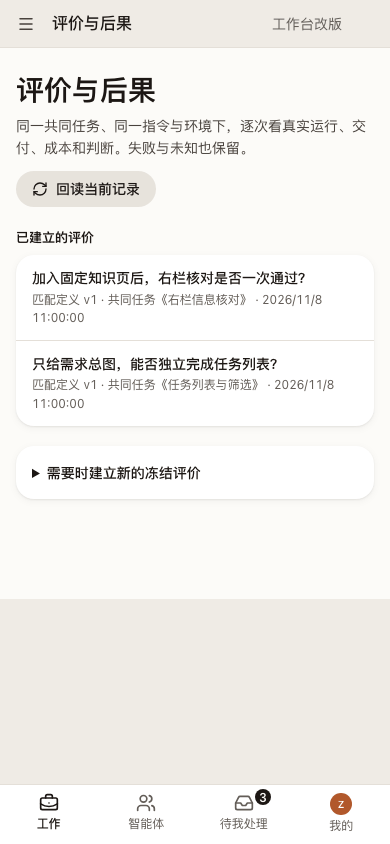 评价与后果
工作台改版
评价与后果
同一共同任务、同一指令与环境下，逐次看真实运行、交
付、成本和判断。失败与未知也保留。
回读当前记录
已建立的评价
加入固定知识页后，右栏核对是否一次通过？
匹配定义 v1 · 共同任务《右栏信息核对》 · 2026/11/8
11:00:00
只给需求总图，能否独立完成任务列表？
匹配定义 v1 · 共同任务《任务列表与筛选》 · 2026/11/8
11:00:00
需要时建立新的冻结评价
3
Z
工作
智能体
待我处理
我的